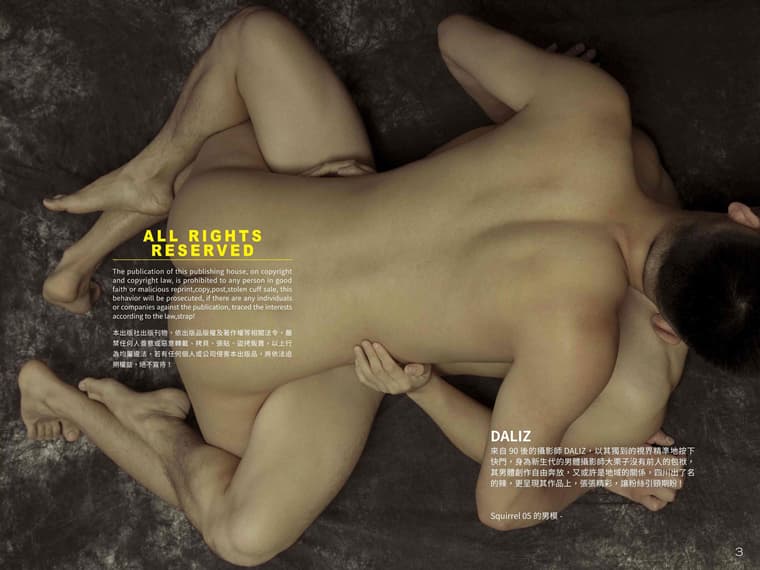 ALL RIGHTS
RESERVED
The publication of this publishing house, on copyright
and copyright law, is prohibited to any person in good
faith or malicious reprint,copy,post,stolen cuff sale, this
behavior will be prosecuted, if there are any individuals
or companies against the publication, traced the interests
according to the law,strap!
本出版社出版刊物，依出版品版權及著作權等相關法令，嚴
禁任何人善意或惡意轉載、拷貝、張貼、盜拷販賣，以上行
為均屬違法，若有任何個人或公司侵害本出版品，將依法追
朔權益，絕不寬待！
DALIZ
來自 90 後的攝影師 DALIZ，以其獨到的視界精準地按下
快門，身為新生代的男體攝影師大栗子沒有前人的包袱，
其男體創作自由奔放，又或許是地域的關係，四川出了名
的辣，更呈現其作品上，張張精彩，讓粉絲引頸期盼！
Squirrel 05 的男模 -
3